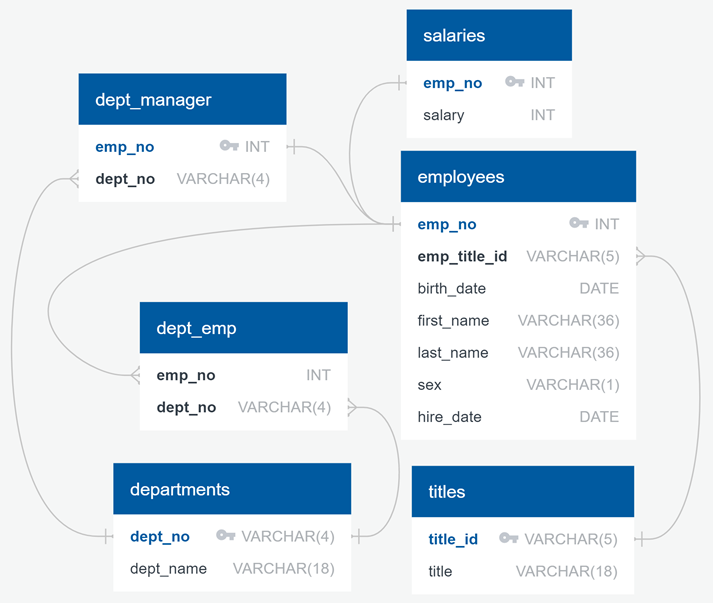 salaries
emp_no INT
salary INT
dept_manager
emp_no INT
dept_no VARCHAR(4)
employees
emp_no INT
emp_title_id VARCHAR(5)
birth_date DATE
first_name VARCHAR(36)
last_name VARCHAR(36)
sex VARCHAR(1)
hire_date DATE
dept_emp
emp_no INT
dept_no VARCHAR(4)
departments
dept_no VARCHAR(4)
dept_name VARCHAR(18)
titles
title_id VARCHAR(5)
title VARCHAR(18)